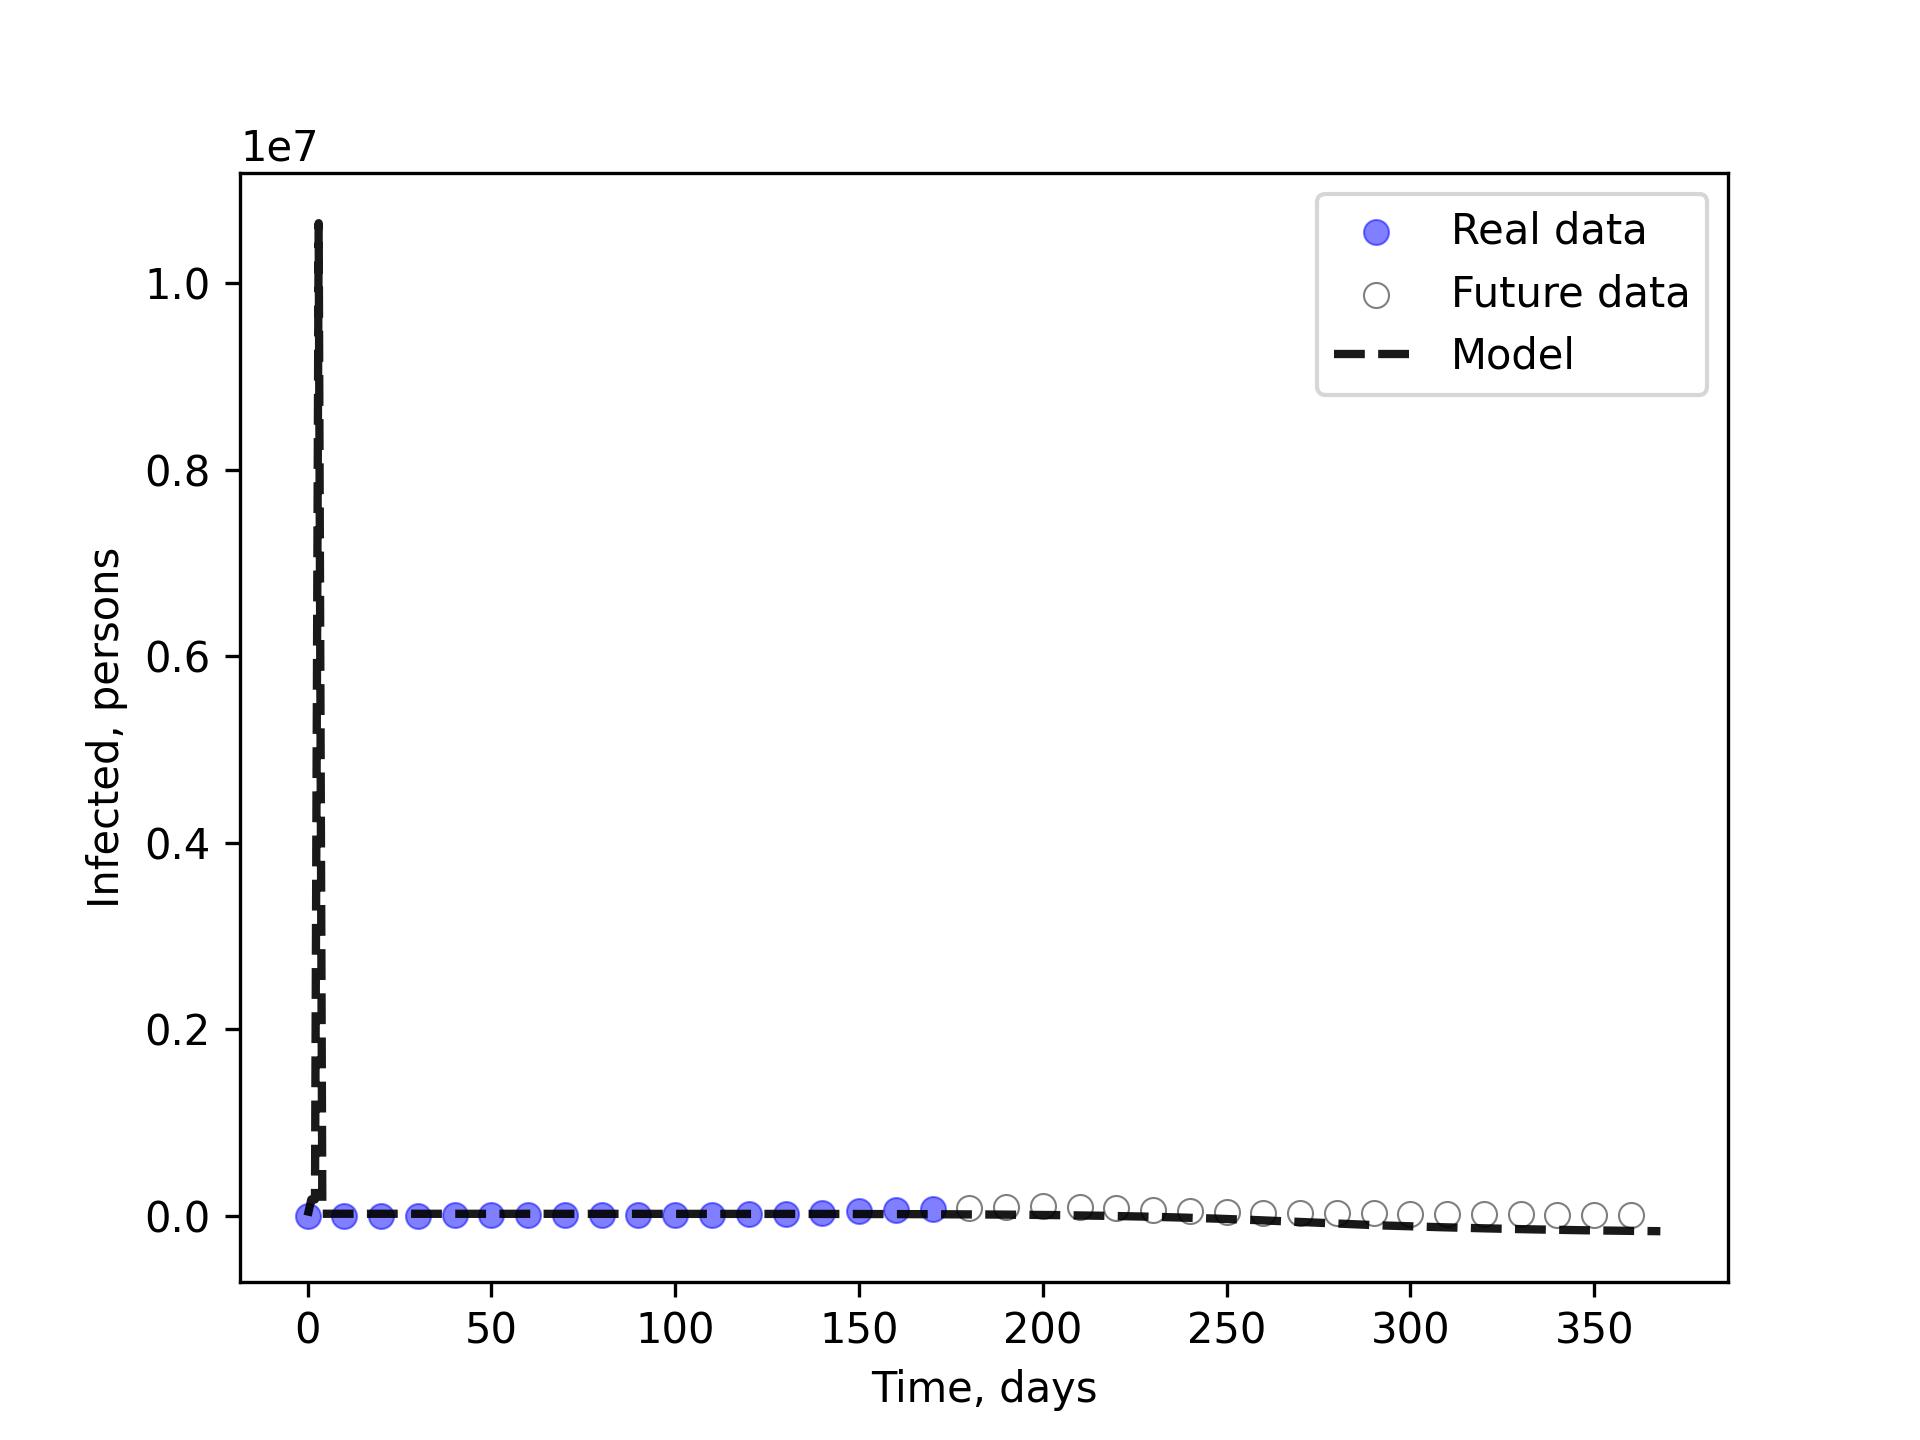 1e7
1.0
0.8
0.6
0.4
0.2
0.0
Infected, persons
0 50 100 150 200 250 300 350
Time, days
Real data
Future data
Model